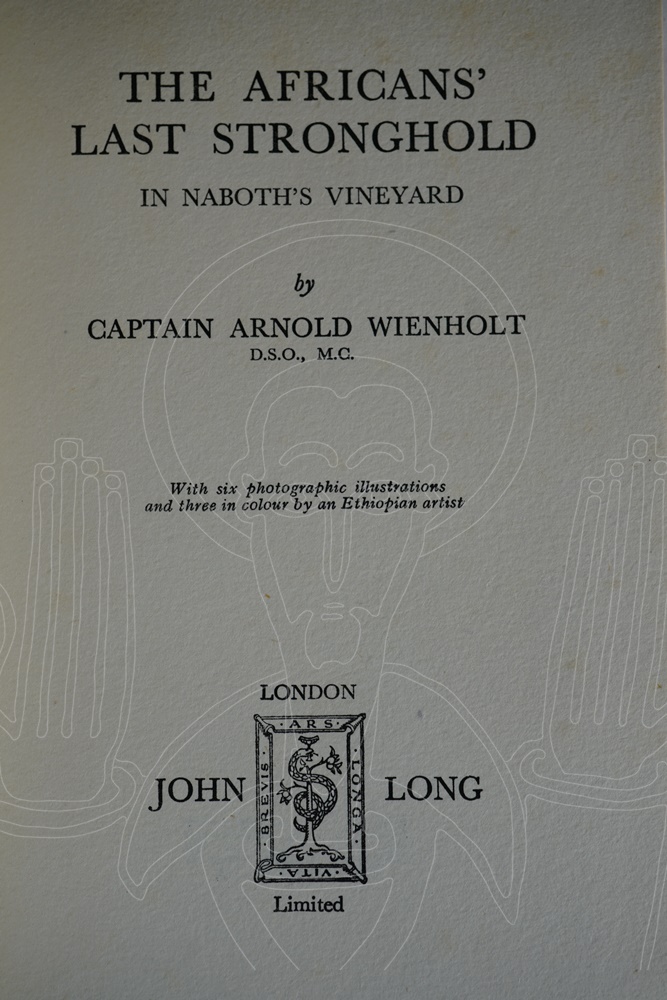 THE AFRICANS'
LAST STRONGHOLD
IN NABOTH'S VINEYARD
by
CAPTAIN ARNOLD WIENHOLT
D.S.O., M.C.
With six photographic illustrations
and three in colour by an Ethiopian artist
LONDON
· ARS ·
LONGA ·
· VITA ·
BREVIS ·
JOHN LONG
Limited